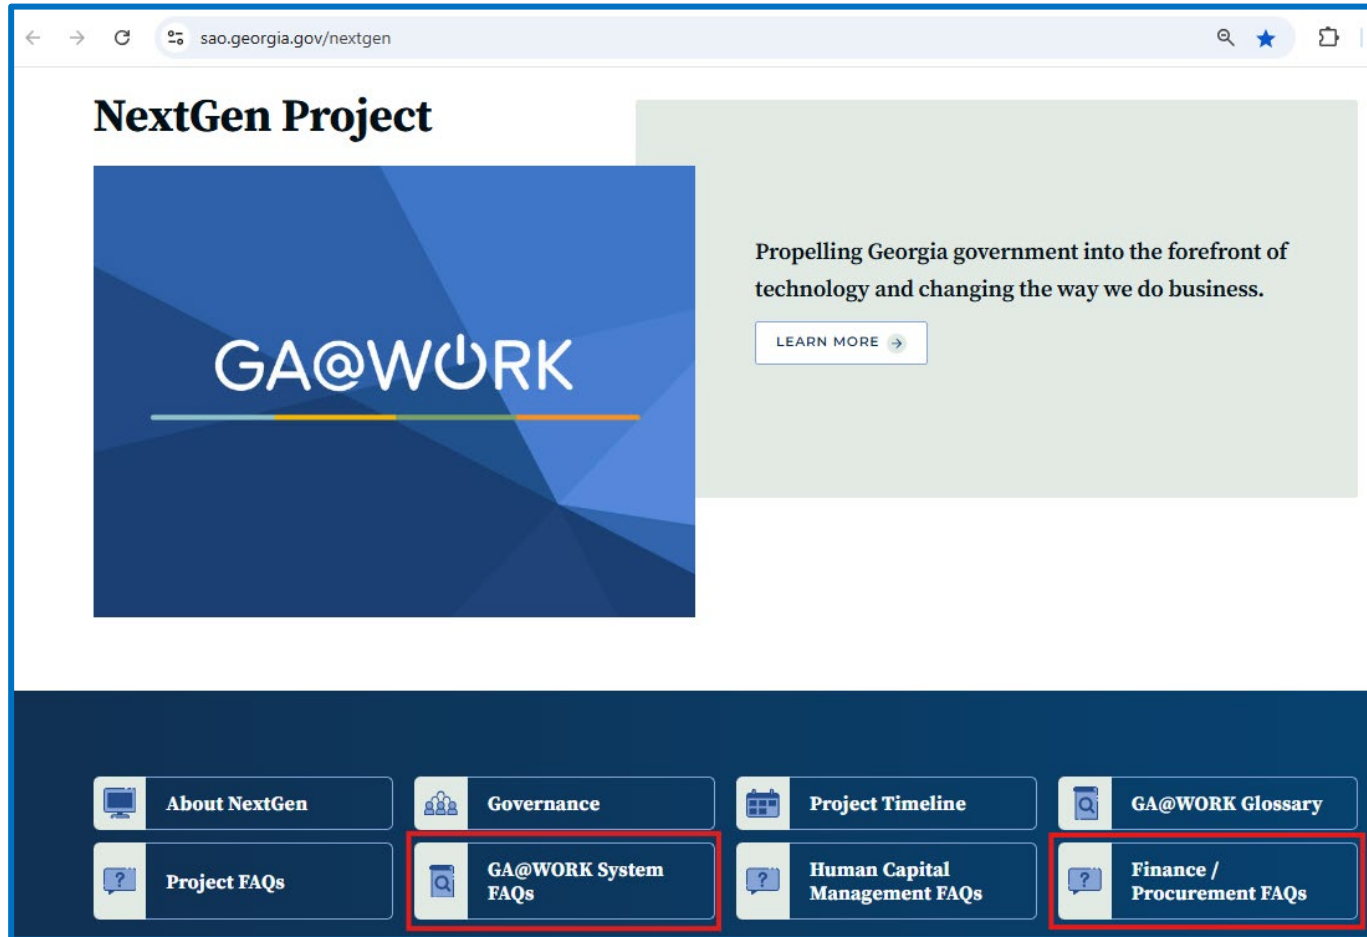 sao.georgia.gov/nextgen
NextGen Project
GA@WORK
Propelling Georgia government into the forefront of
technology and changing the way we do business.
LEARN MORE
About NextGen
Governance
Project Timeline
GA@WORK Glossary
Project FAQs
GA@WORK System
FAQs
Human Capital
Management FAQs
Finance /
Procurement FAQs